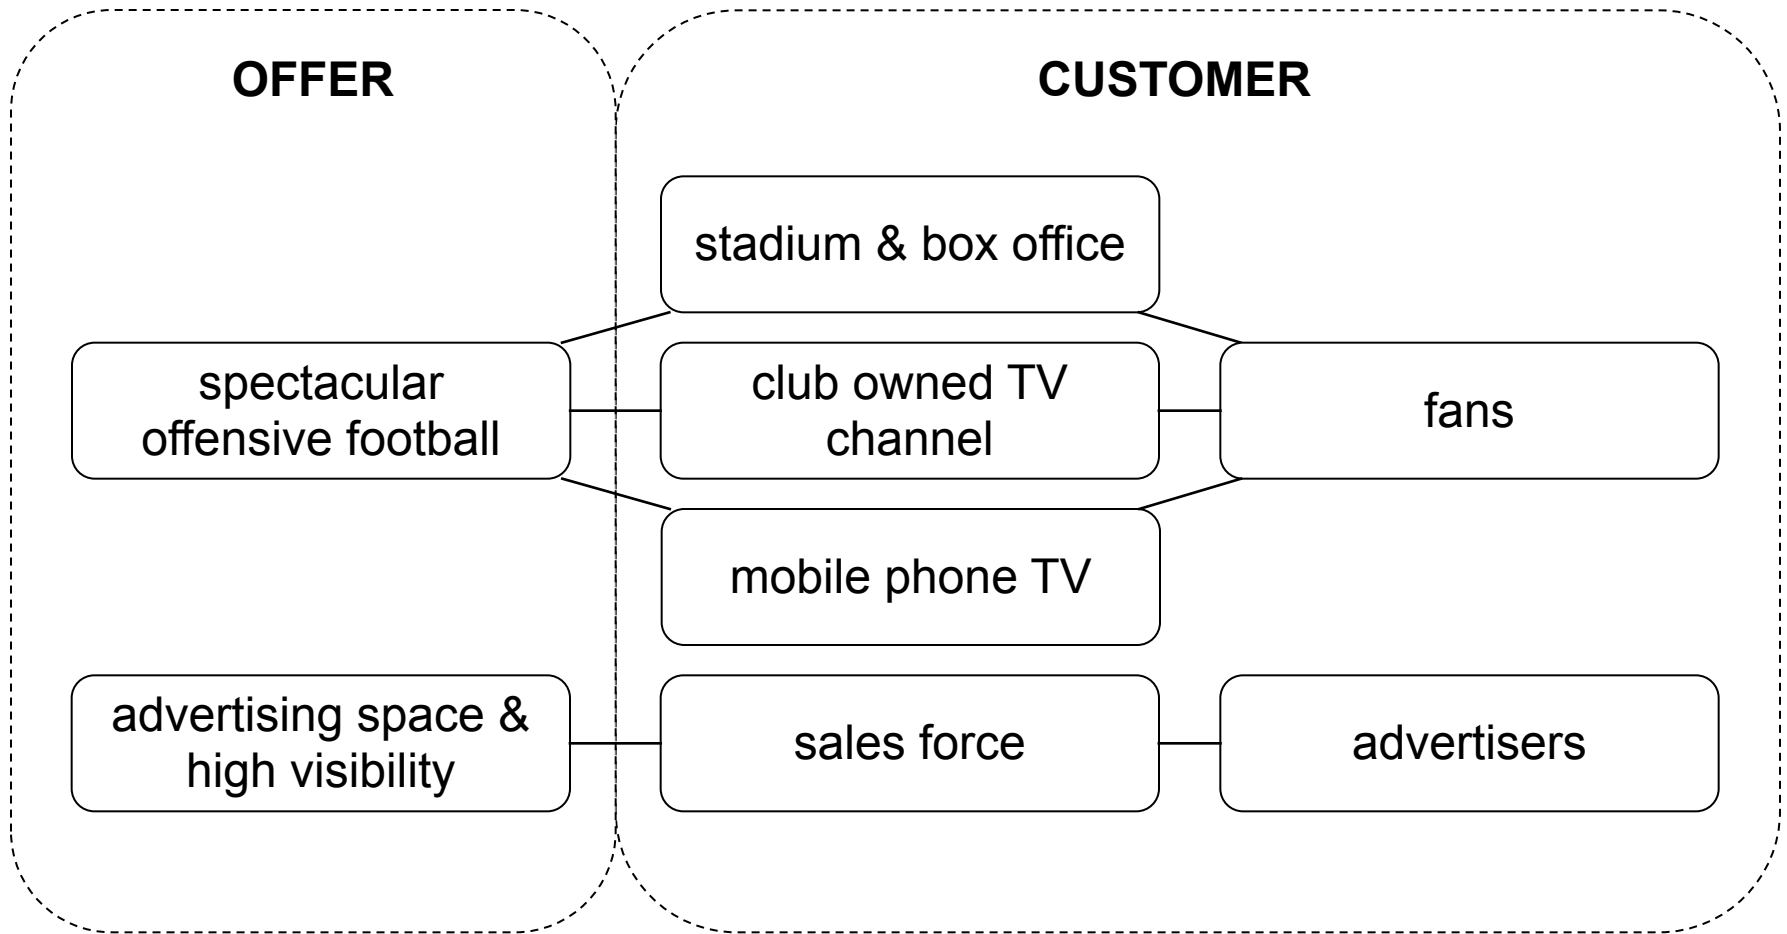 OFFER
CUSTOMER
stadium & box office
spectacular
offensive football
club owned TV
channel
fans
mobile phone TV
advertising space &
high visibility
sales force
advertisers